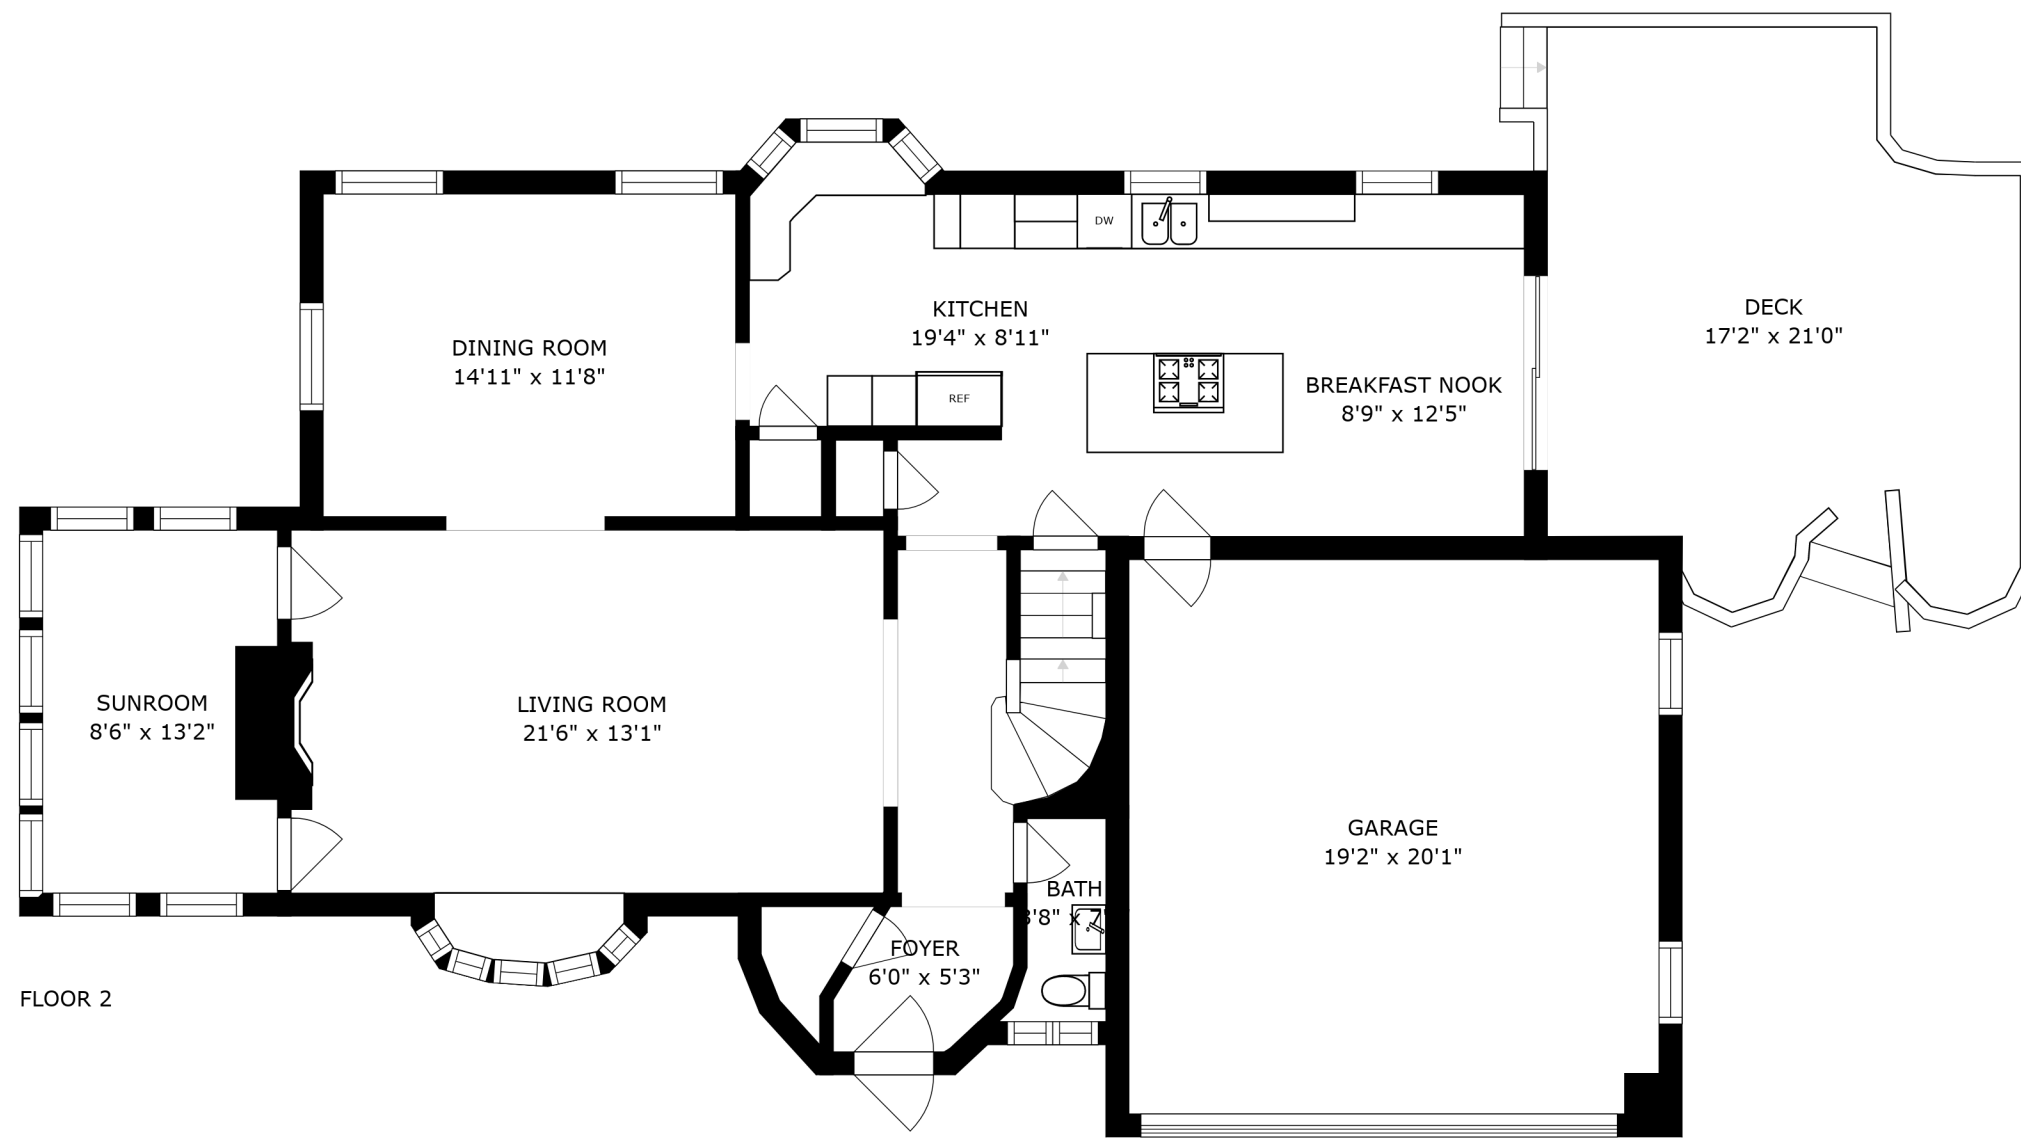 DW
KITCHEN
19'4" x 8'11"
DECK
17'2" x 21'0"
DINING ROOM
14'11" x 11'8"
REF
BREAKFAST NOOK
8'9" x 12'5"
SUNROOM
8'6" x 13'2"
LIVING ROOM
21'6" x 13'1"
GARAGE
19'2" x 20'1"
BATH
x
FOYER
6'0" x 5'3"
FLOOR 2